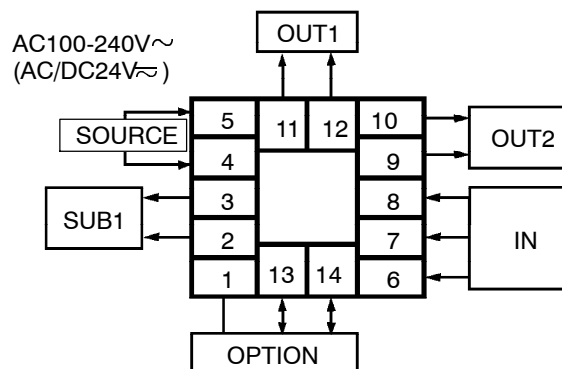 AC100-240V～
(AC/DC24V⎓～)
OUT1
5
11
12
10
SOURCE
OUT2
4
9
3
8
SUB1
2
7
IN
1
13
14
6
OPTION